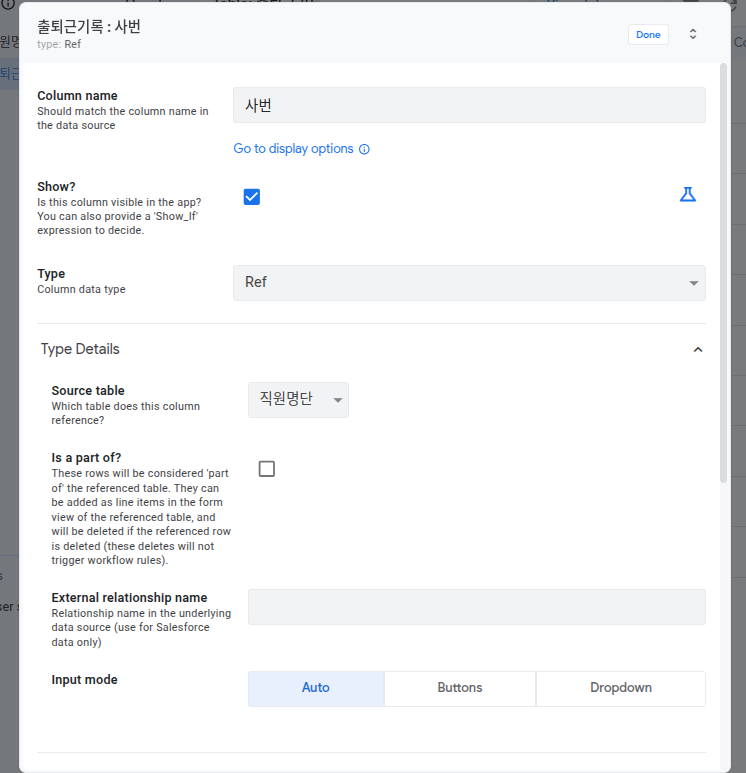 출퇴근기록 : 사번
type: Ref
Done
Column name
Should match the column name in
the data source
사번
Go to display options
Show?
Is this column visible in the app?
You can also provide a 'Show_If'
expression to decide.
Type
Column data type
Ref
Type Details
Source table
Which table does this column
reference?
직원명단
Is a part of?
These rows will be considered 'part
of' the referenced table. They can
be added as line items in the form
view of the referenced table, and
will be deleted if the referenced row
is deleted (these deletes will not
trigger workflow rules).
External relationship name
Relationship name in the underlying
data source (use for Salesforce
data only)
Input mode
Auto
Buttons
Dropdown